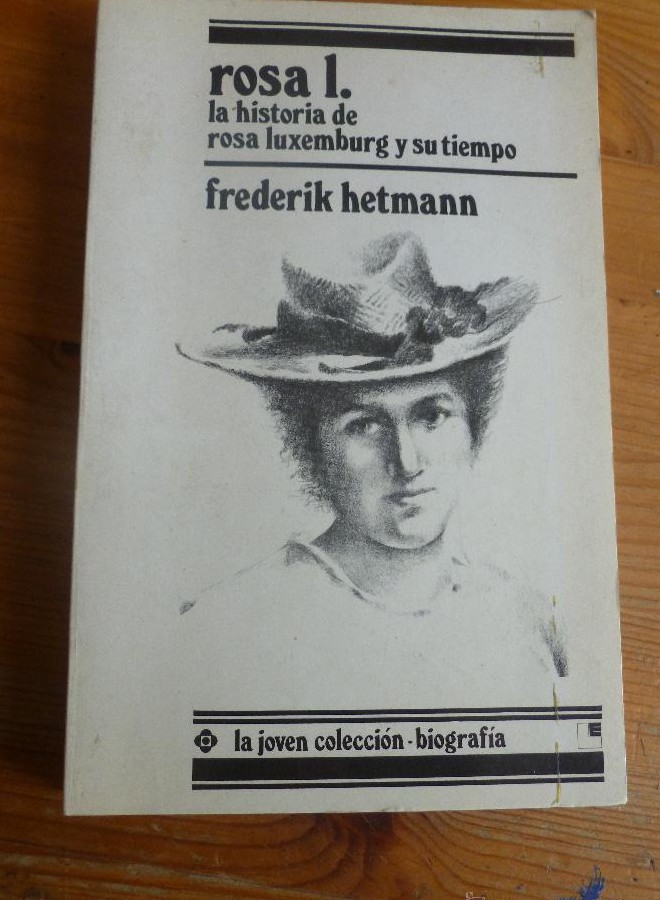 rosa l.
la historia de
rosa luxemburg y su tiempo
frederik hetmann
la joven colección-biografía